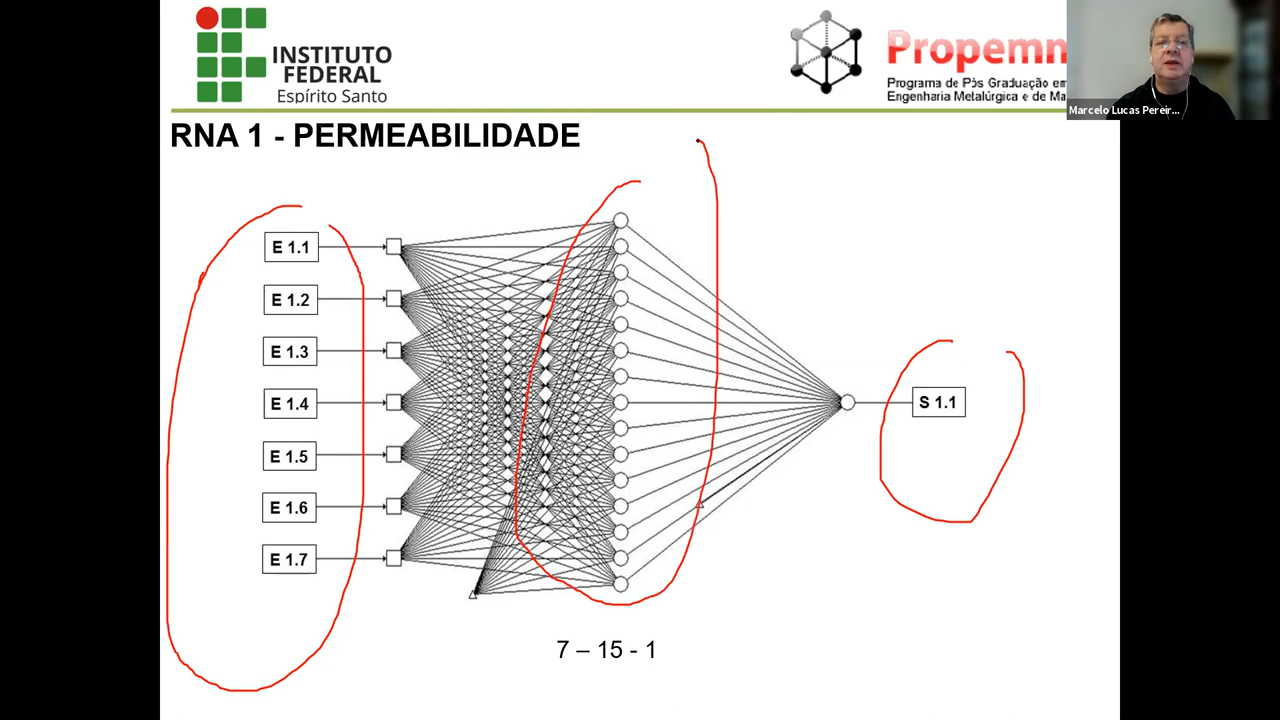 INSTITUTO
FEDERAL
Espírito Santo
Propemm
Programa de Pós Graduação em
Engenharia Metalúrgica e de Ma
Marcelo Lucas Pereir...
RNA 1 - PERMEABILIDADE
E 1.1
E 1.2
E 1.3
E 1.4
E 1.5
E 1.6
E 1.7
S 1.1
7 – 15 - 1